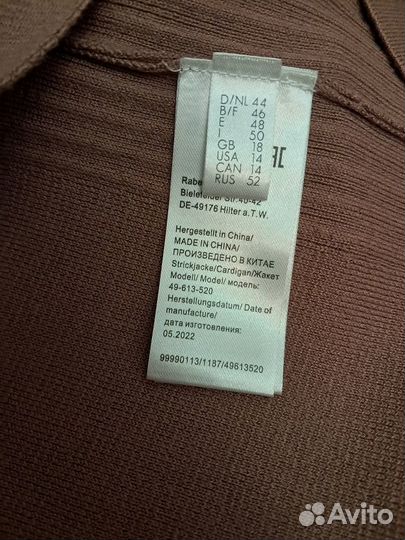 D/NL 44
B/F 46
E 48
I 50
GB 18
USA 14
CAN 14
RUS 52
EAC
Rabe
Bielefelder Str. 40-42
DE-49176 Hilter a.T.W.
Hergestellt in China/
MADE IN CHINA/
ПРОИЗВЕДЕНО В КИТАЕ
Strickjacke/Cardigan/Жакет
Modell/ Model/ модель:
49-613-520
Herstellungsdatum/ Date of
manufacture/
дата изготовления:
05.2022
99990113/1187/49613520
Avito